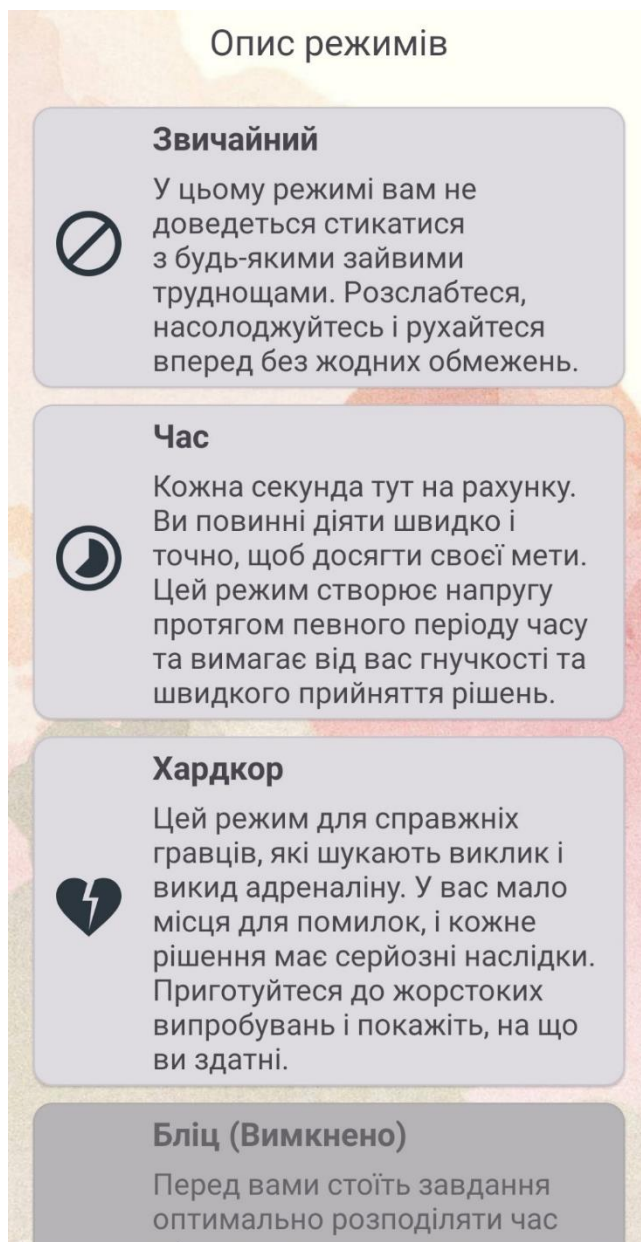 Опис режимів
Звичайний
У цьому режимі вам не
доведеться стикатися
з будь-якими зайвими
труднощами. Розслабтеся,
насолоджуйтесь і рухайтеся
вперед без жодних обмежень.
Час
Кожна секунда тут на рахунку.
Ви повинні діяти швидко і
точно, щоб досягти своєї мети.
Цей режим створює напругу
протягом певного періоду часу
та вимагає від вас гнучкості та
швидкого прийняття рішень.
Хардкор
Цей режим для справжніх
гравців, які шукають виклик і
викид адреналіну. У вас мало
місця для помилок, і кожне
рішення має серйозні наслідки.
Приготуйтеся до жорстоких
випробувань і покажіть, на що
ви здатні.
Бліц (Вимкнено)
Перед вами стоїть завдання
оптимально розподіляти час